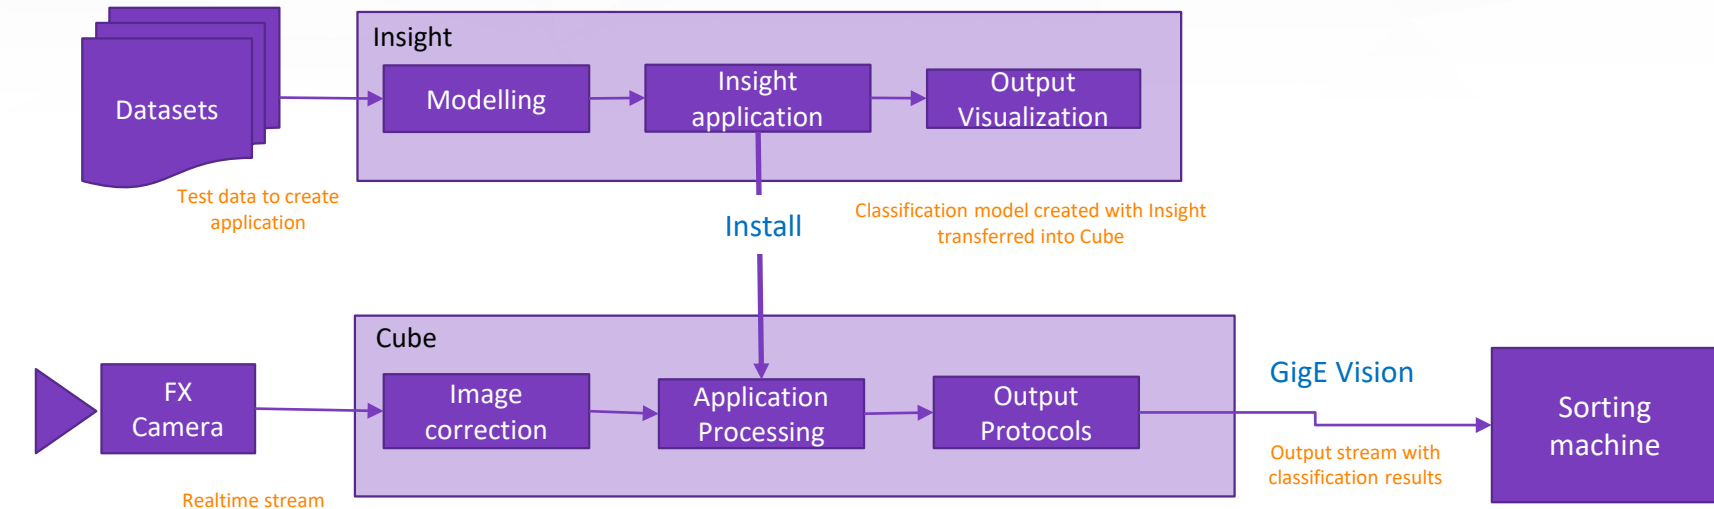 Insight
Datasets
Modelling
Insight
application
Output
Visualization
Test data to create
application
Install
Classification model created with Insight
transferred into Cube
Cube
FX
Camera
Image
correction
Application
Processing
Output
Protocols
GigE Vision
Sorting
machine
Output stream with
classification results
Realtime stream